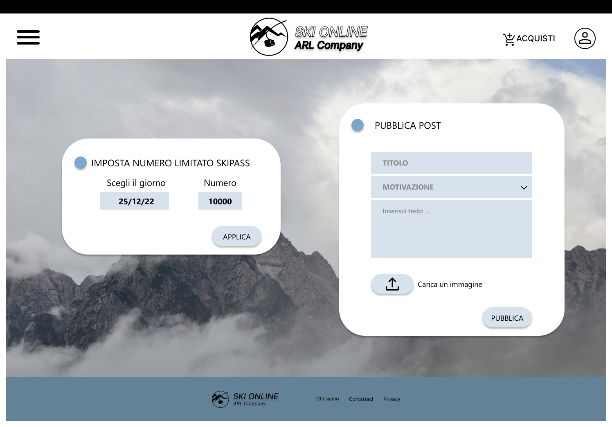 SKI ONLINE
ARL Company
ACQUISTI
IMPOSTA NUMERO LIMITATO SKIPASS
Scegli il giorno
Numero
25/12/22
10000
APPLICA
PUBBLICA POST
TITOLO
MOTIVAZIONE
Inserisci testo ...
Carica un immagine
PUBBLICA
SKI ONLINE
ARL Company
Chi siamo
Contattaci
Privacy